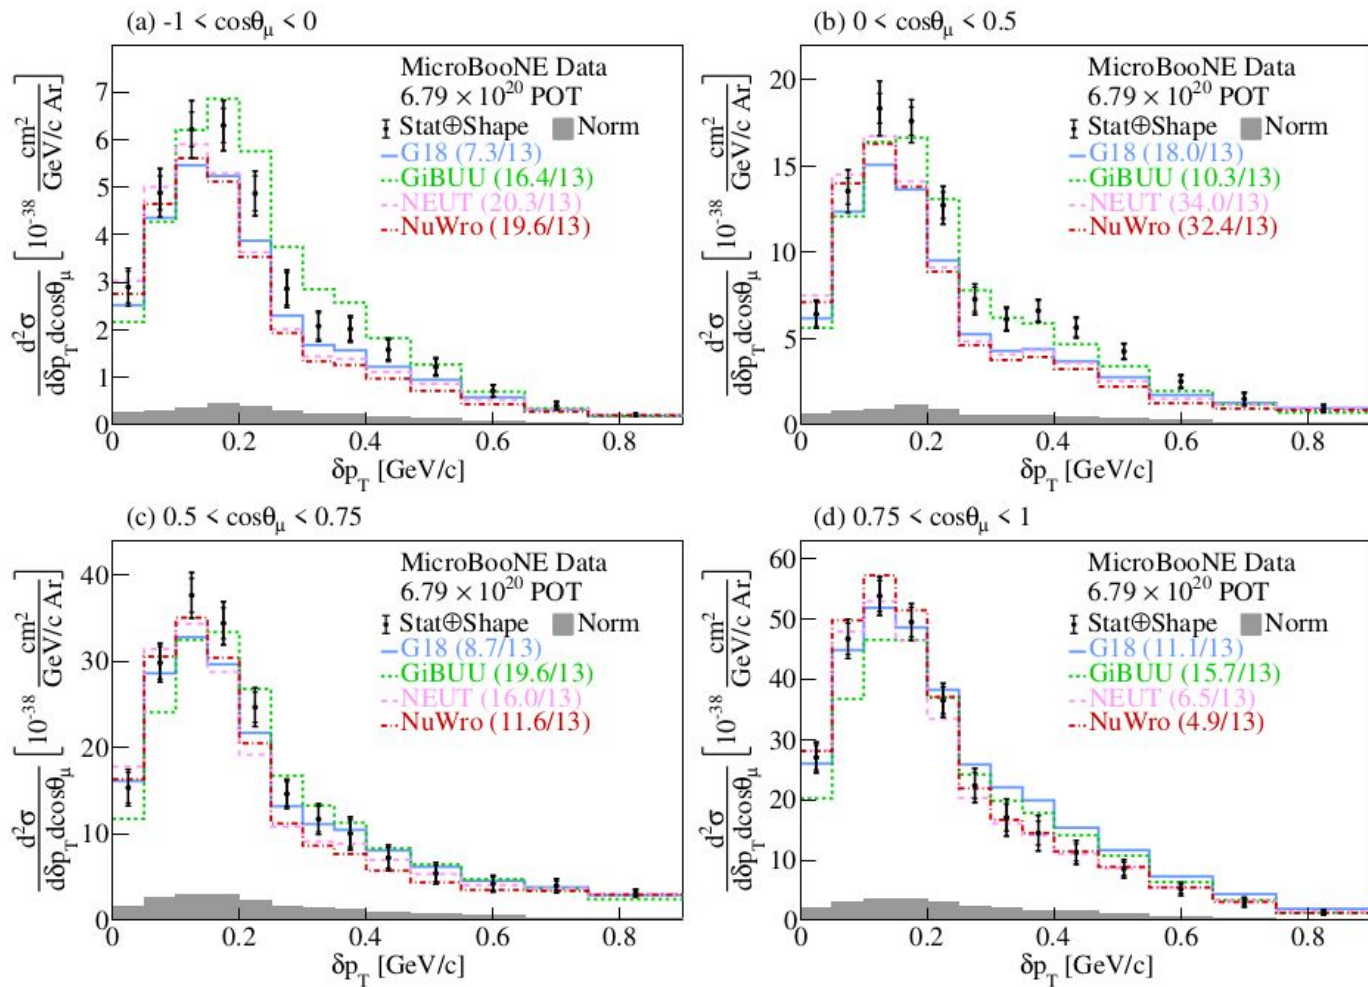 (a) -1 < cosθμ < 0
d²σ / dδpT dcosθμ [10⁻³⁸ cm² / GeV/c Ar]
MicroBooNE Data
6.79 × 10²⁰ POT
Stat⊕Shape Norm
G18 (7.3/13)
GiBUU (16.4/13)
NEUT (20.3/13)
NuWro (19.6/13)
7
6
5
4
3
2
1
0
0 0.2 0.4 0.6 0.8
δpT [GeV/c]
(b) 0 < cosθμ < 0.5
d²σ / dδpT dcosθμ [10⁻³⁸ cm² / GeV/c Ar]
MicroBooNE Data
6.79 × 10²⁰ POT
Stat⊕Shape Norm
G18 (18.0/13)
GiBUU (10.3/13)
NEUT (34.0/13)
NuWro (32.4/13)
20
15
10
5
0
0 0.2 0.4 0.6 0.8
δpT [GeV/c]
(c) 0.5 < cosθμ < 0.75
d²σ / dδpT dcosθμ [10⁻³⁸ cm² / GeV/c Ar]
MicroBooNE Data
6.79 × 10²⁰ POT
Stat⊕Shape Norm
G18 (8.7/13)
GiBUU (19.6/13)
NEUT (16.0/13)
NuWro (11.6/13)
40
30
20
10
0
0 0.2 0.4 0.6 0.8
δpT [GeV/c]
(d) 0.75 < cosθμ < 1
d²σ / dδpT dcosθμ [10⁻³⁸ cm² / GeV/c Ar]
MicroBooNE Data
6.79 × 10²⁰ POT
Stat⊕Shape Norm
G18 (11.1/13)
GiBUU (15.7/13)
NEUT (6.5/13)
NuWro (4.9/13)
60
50
40
30
20
10
0
0 0.2 0.4 0.6 0.8
δpT [GeV/c]